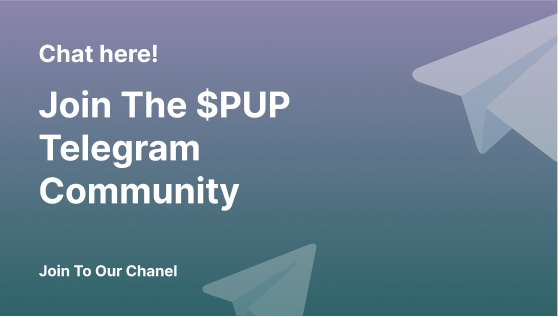 Chat here!
Join The $PUP
Telegram
Community
Join To Our Chanel